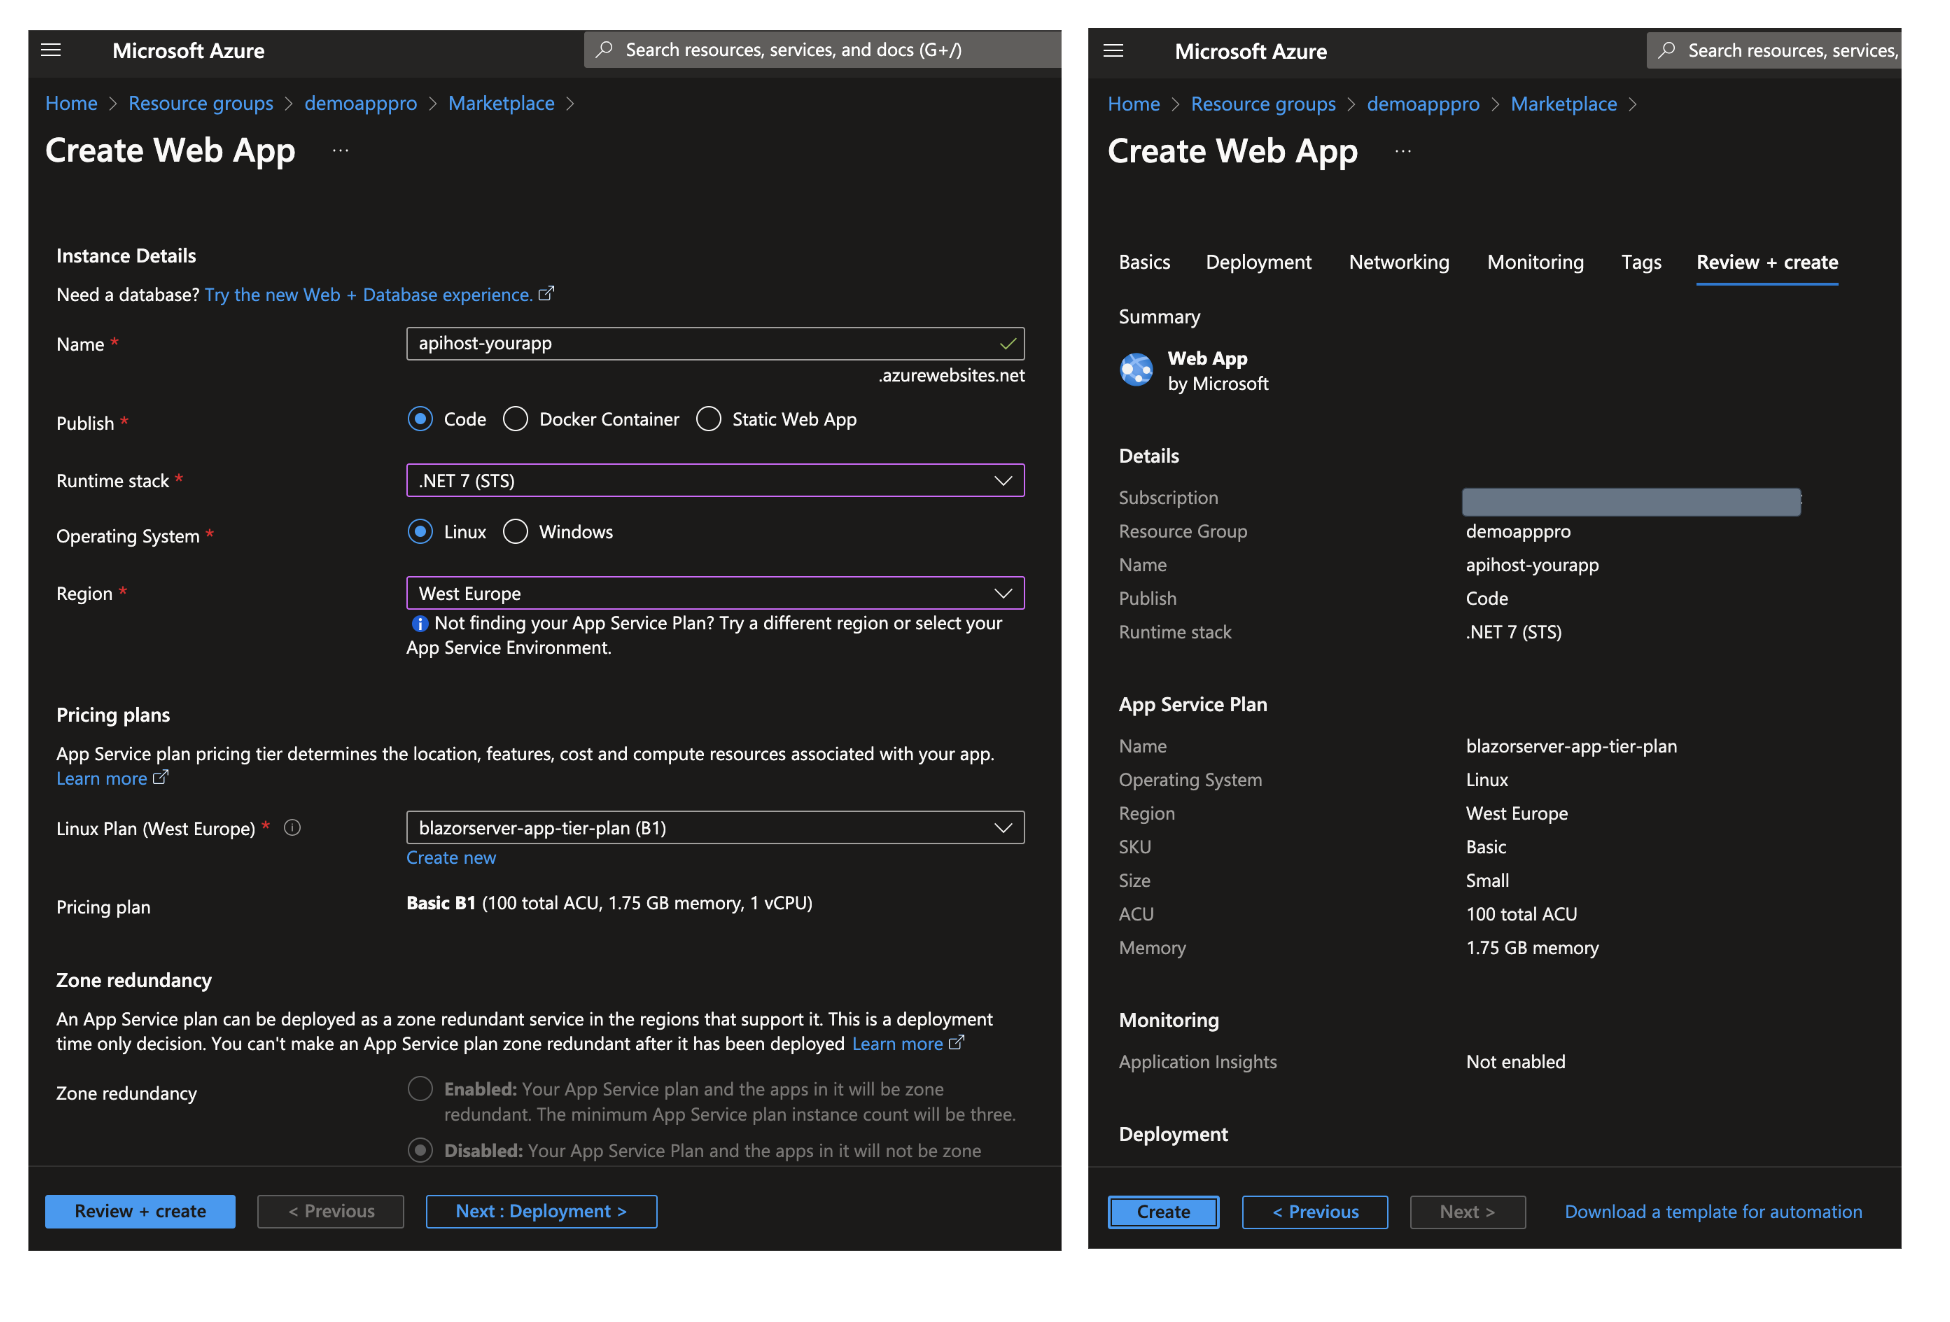 Microsoft Azure
Search resources, services, and docs (G+/)
Home > Resource groups > demoapppro > Marketplace >
Create Web App ...
Instance Details
Need a database? Try the new Web + Database experience.
Name * apihost-yourapp
.azurewebsites.net
Publish * Code Docker Container Static Web App
Runtime stack * .NET 7 (STS)
Operating System * Linux Windows
Region * West Europe
Not finding your App Service Plan? Try a different region or select your
App Service Environment.
Pricing plans
App Service plan pricing tier determines the location, features, cost and compute resources associated with your app.
Learn more
Linux Plan (West Europe) * blazorserver-app-tier-plan (B1)
Create new
Pricing plan Basic B1 (100 total ACU, 1.75 GB memory, 1 vCPU)
Zone redundancy
An App Service plan can be deployed as a zone redundant service in the regions that support it. This is a deployment
time only decision. You can't make an App Service plan zone redundant after it has been deployed Learn more
Zone redundancy Enabled: Your App Service plan and the apps in it will be zone
redundant. The minimum App Service plan instance count will be three.
Disabled: Your App Service Plan and the apps in it will not be zone
Review + create < Previous Next : Deployment >
Microsoft Azure
Search resources, services,
Home > Resource groups > demoapppro > Marketplace >
Create Web App ...
Basics Deployment Networking Monitoring Tags Review + create
Summary
Web App
by Microsoft
Details
Subscription
Resource Group demoapppro
Name apihost-yourapp
Publish Code
Runtime stack .NET 7 (STS)
App Service Plan
Name blazorserver-app-tier-plan
Operating System Linux
Region West Europe
SKU Basic
Size Small
ACU 100 total ACU
Memory 1.75 GB memory
Monitoring
Application Insights Not enabled
Deployment
Create < Previous Next > Download a template for automation